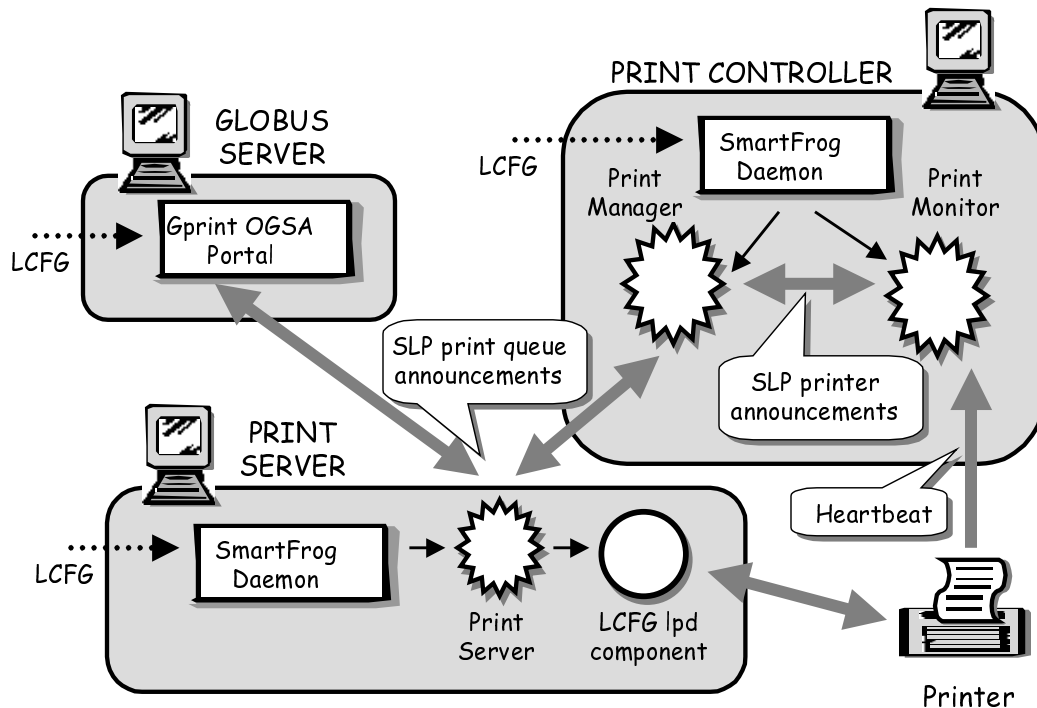 PRINT CONTROLLER
GLOBUS
SERVER
LCFG
SmartFrog
Daemon
Print
Manager
Print
Monitor
LCFG
Gprint OGSA
Portal
SLP print queue
announcements
SLP printer
announcements
PRINT
SERVER
Heartbeat
LCFG
SmartFrog
Daemon
Print
Server
LCFG lpd
component
Printer